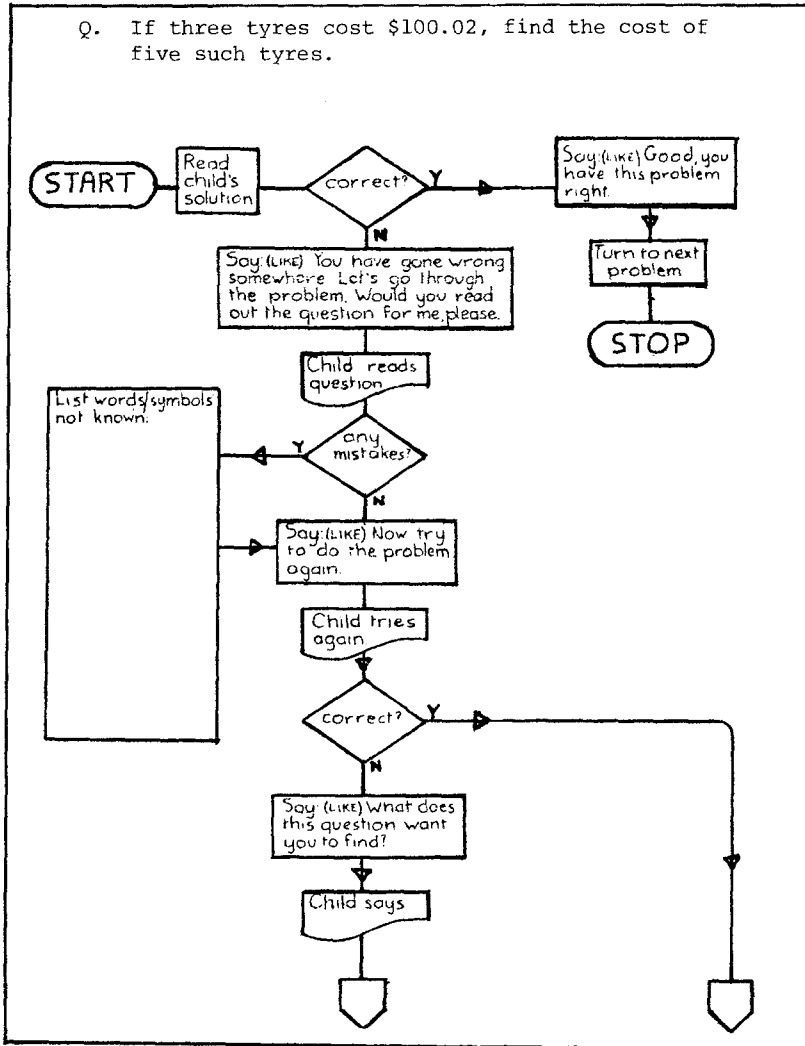 Q. If three tyres cost $100.02, find the cost of
five such tyres.
START
Read
child's
solution
correct?
Y
Say:(LIKE) Good, you
have this problem
right.
N
Turn to next
problem
STOP
Say:(LIKE) You have gone wrong
somewhere Let's go through
the problem. Would you read
out the question for me, please.
Child reads
question
List words/symbols
not known:
Y
any
mistakes?
N
Say:(LIKE) Now try
to do the problem
again.
Child tries
again
correct?
Y
N
Say:(LIKE) What does
this question want
you to find?
Child says